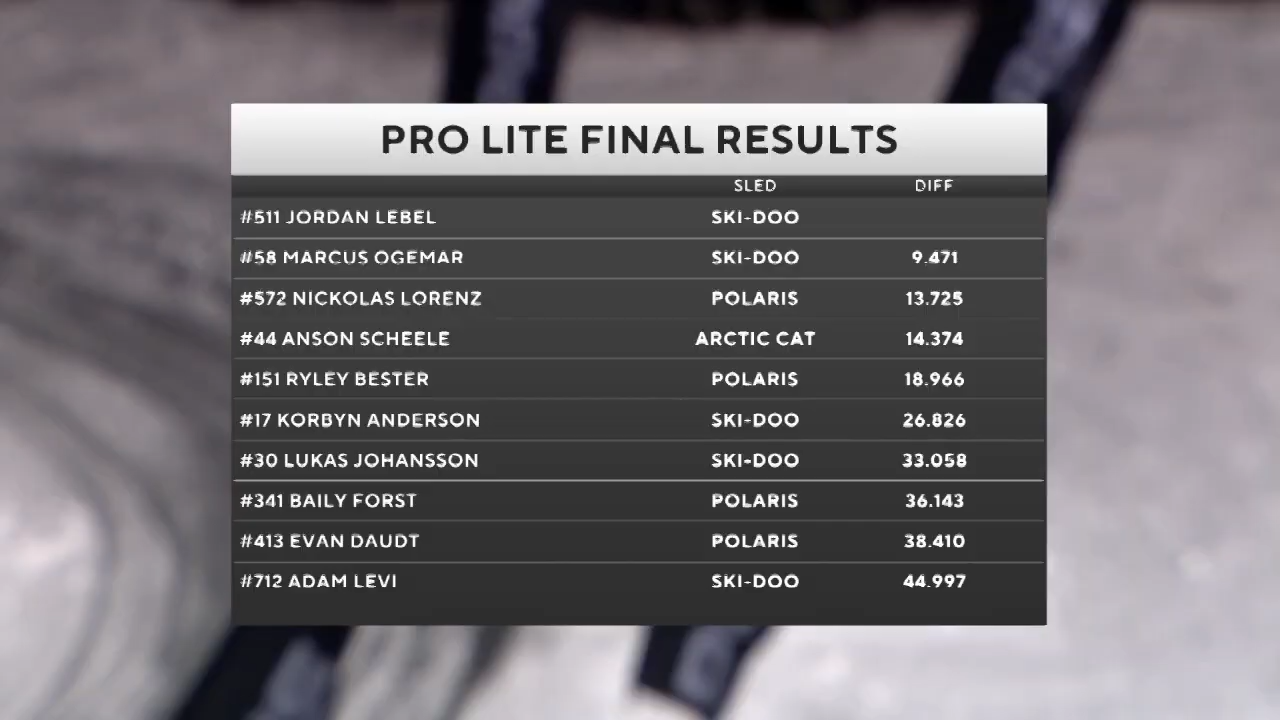 PRO LITE FINAL RESULTS
SLED DIFF
#511 JORDAN LEBEL SKI-DOO
#58 MARCUS OGEMAR SKI-DOO 9.471
#572 NICKOLAS LORENZ POLARIS 13.725
#44 ANSON SCHEELE ARCTIC CAT 14.374
#151 RYLEY BESTER POLARIS 18.966
#17 KORBYN ANDERSON SKI-DOO 26.826
#30 LUKAS JOHANSSON SKI-DOO 33.058
#341 BAILY FORST POLARIS 36.143
#413 EVAN DAUDT POLARIS 38.410
#712 ADAM LEVI SKI-DOO 44.997